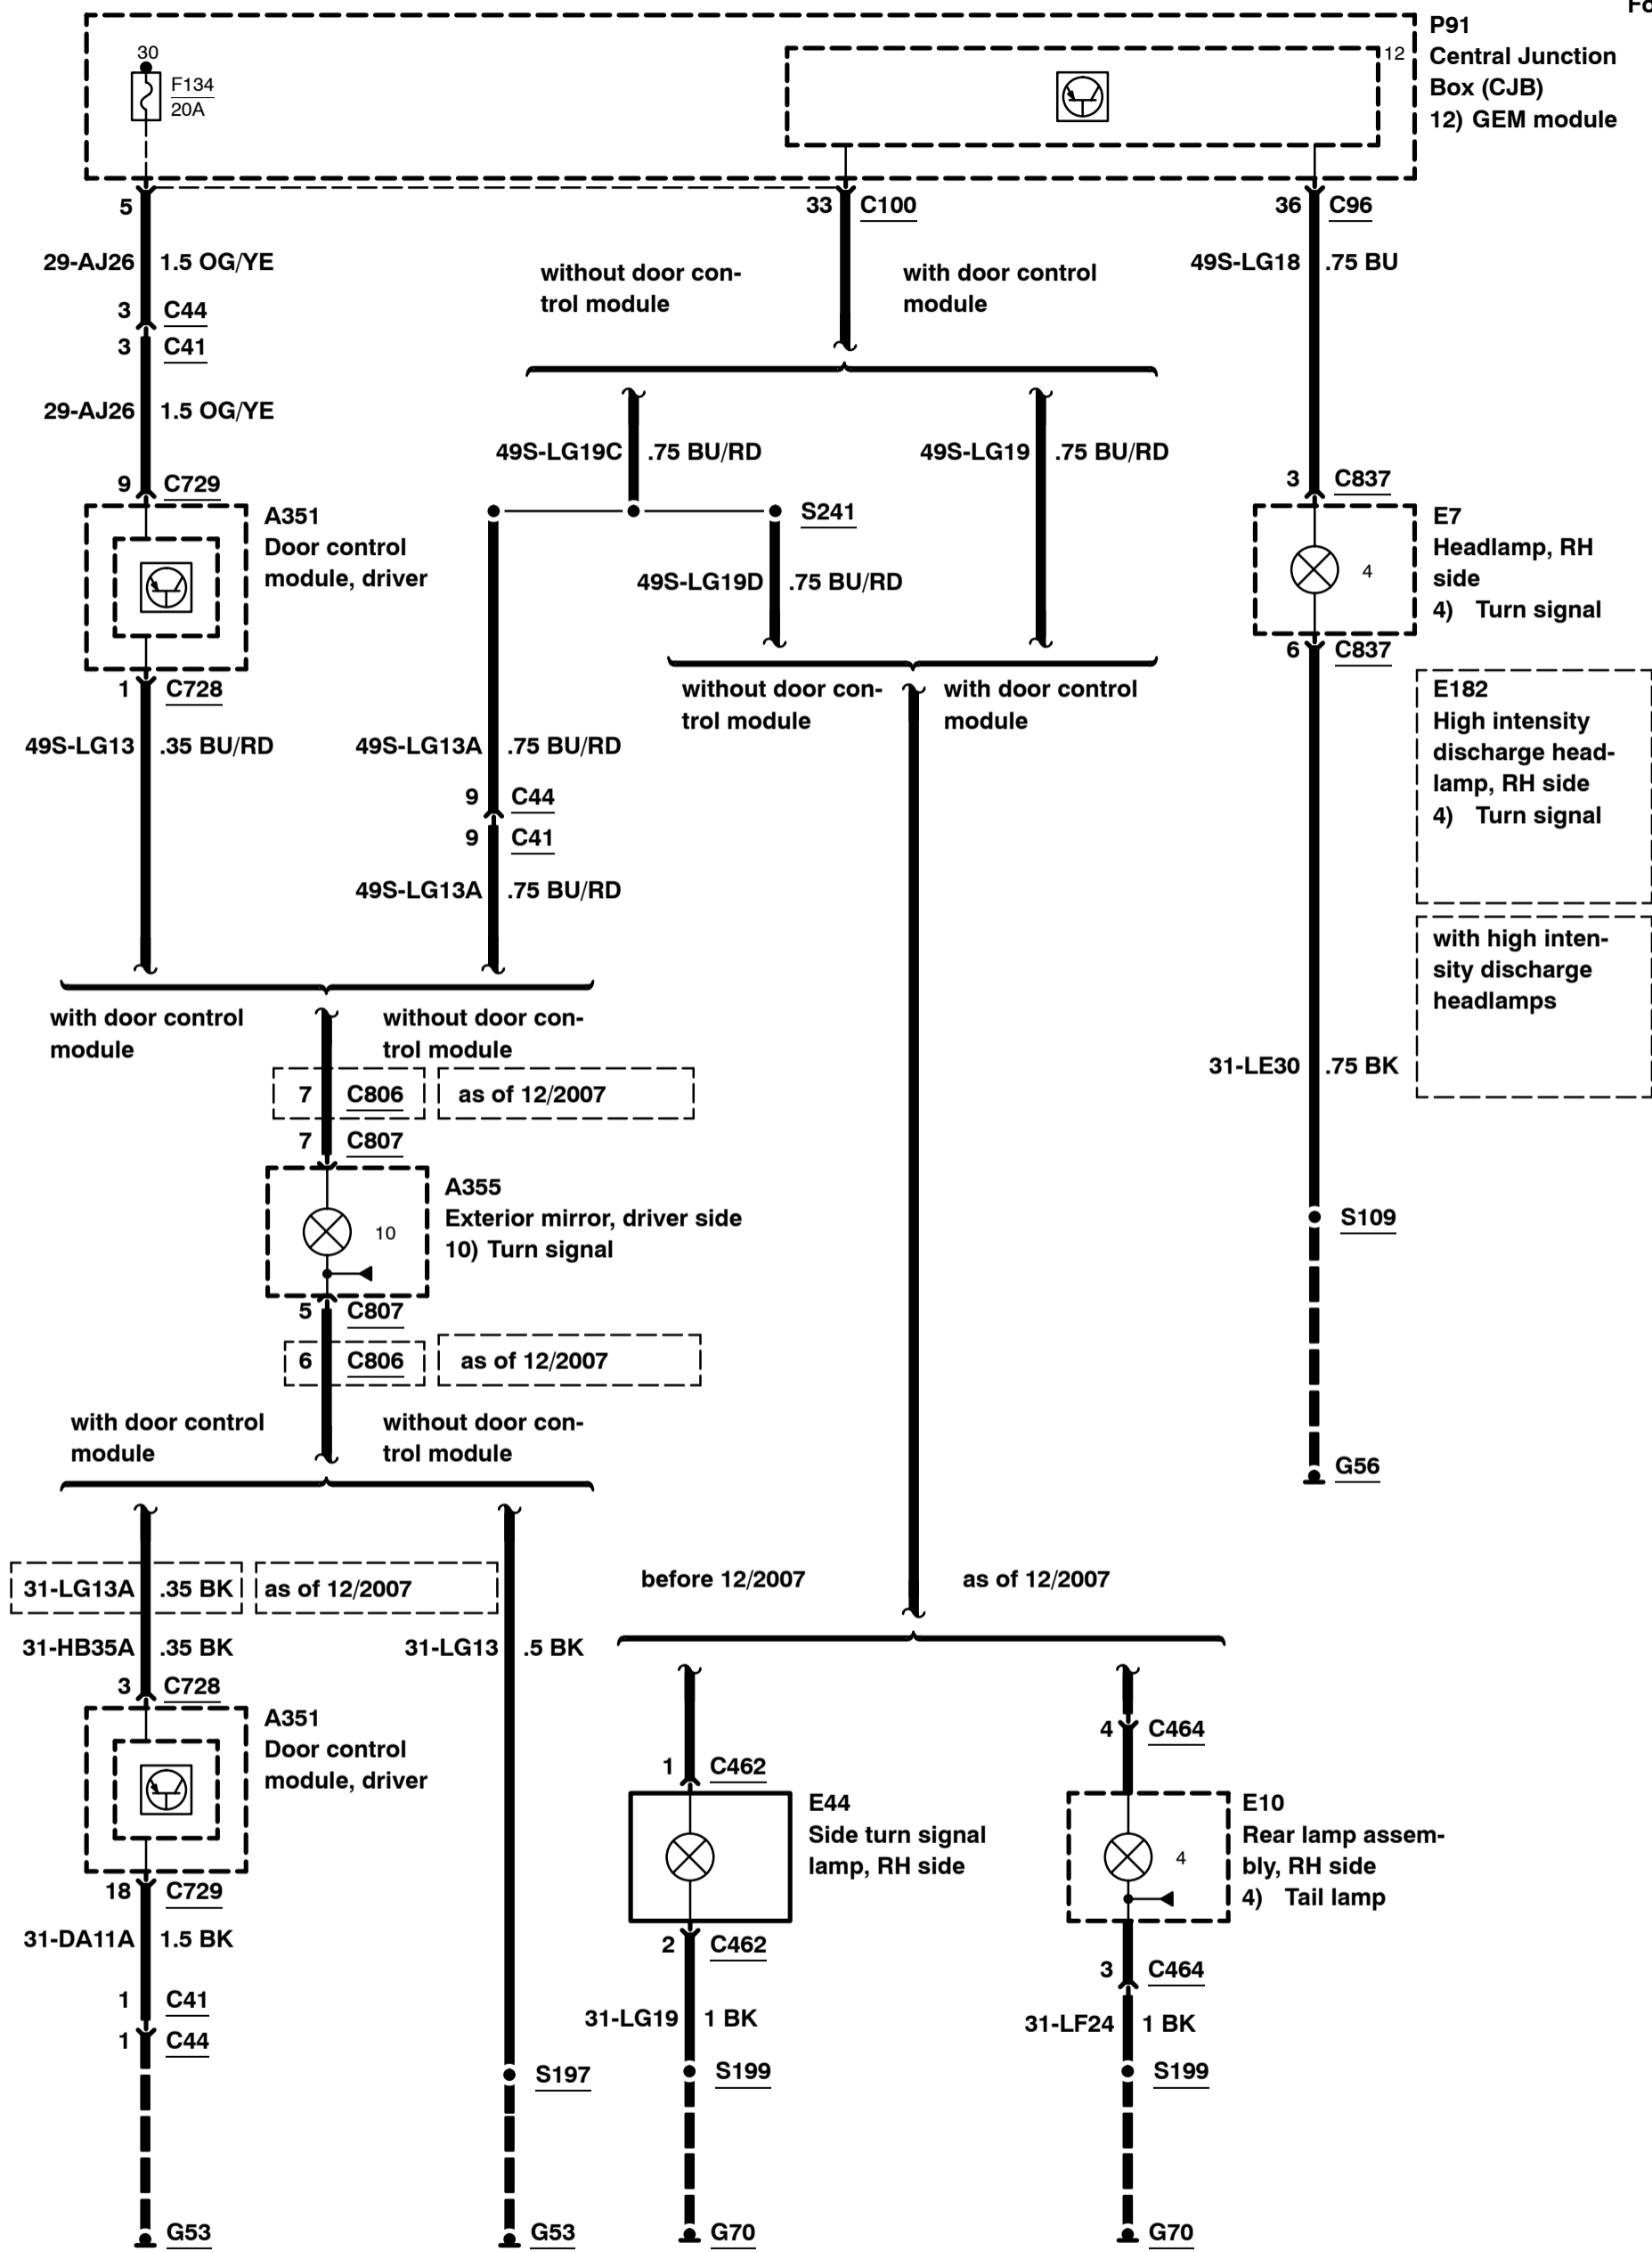 Fo
P91
Central Junction
Box (CJB)
12) GEM module
30
F134
20A
12
5
33 C100
36 C96
29-AJ26 1.5 OG/YE
49S-LG18 .75 BU
without door con-
trol module
with door control
module
3 C44
3 C41
29-AJ26 1.5 OG/YE
49S-LG19C .75 BU/RD
49S-LG19 .75 BU/RD
9 C729
3 C837
S241
A351
Door control
module, driver
E7
Headlamp, RH
side
4) Turn signal
4
49S-LG19D .75 BU/RD
6 C837
1 C728
without door con-
trol module
with door control
module
E182
High intensity
discharge head-
lamp, RH side
4) Turn signal
49S-LG13 .35 BU/RD
49S-LG13A .75 BU/RD
9 C44
9 C41
49S-LG13A .75 BU/RD
with high inten-
sity discharge
headlamps
with door control
module
without door con-
trol module
31-LE30 .75 BK
7 C806 as of 12/2007
7 C807
A355
Exterior mirror, driver side
10) Turn signal
10
S109
5 C807
6 C806 as of 12/2007
with door control
module
without door con-
trol module
G56
31-LG13A .35 BK as of 12/2007
before 12/2007
as of 12/2007
31-HB35A .35 BK
31-LG13 .5 BK
3 C728
A351
Door control
module, driver
4 C464
1 C462
E44
Side turn signal
lamp, RH side
E10
Rear lamp assem-
bly, RH side
4) Tail lamp
4
18 C729
31-DA11A 1.5 BK
2 C462
3 C464
1 C41
1 C44
31-LG19 1 BK
31-LF24 1 BK
S197
S199
S199
G53
G53
G70
G70